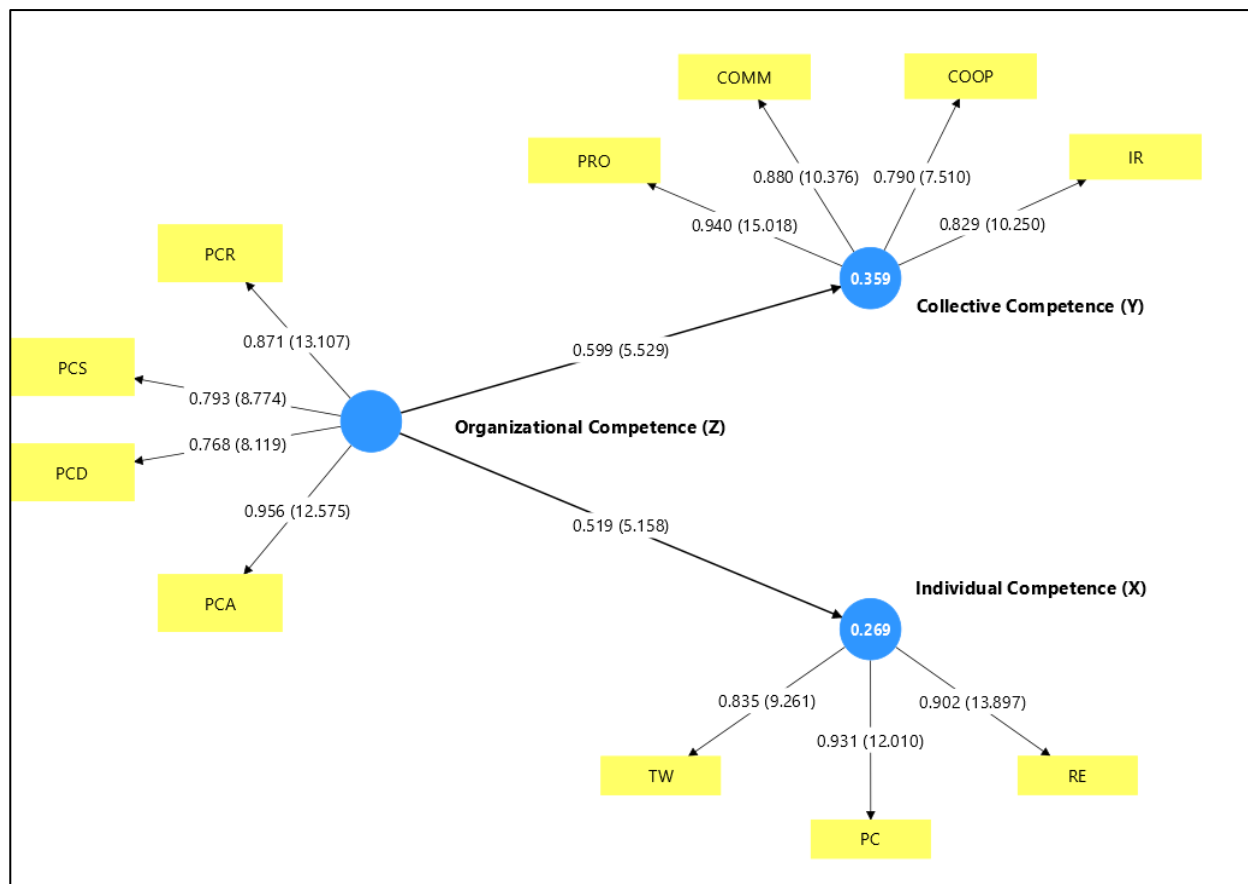 COMM
COOP
PRO
IR
0.880 (10.376)
0.790 (7.510)
0.940 (15.018)
0.829 (10.250)
PCR
0.359
Collective Competence (Y)
0.871 (13.107)
0.599 (5.529)
PCS
0.793 (8.774)
Organizational Competence (Z)
0.768 (8.119)
PCD
0.956 (12.575)
0.519 (5.158)
PCA
Individual Competence (X)
0.269
0.835 (9.261)
0.902 (13.897)
0.931 (12.010)
TW
RE
PC